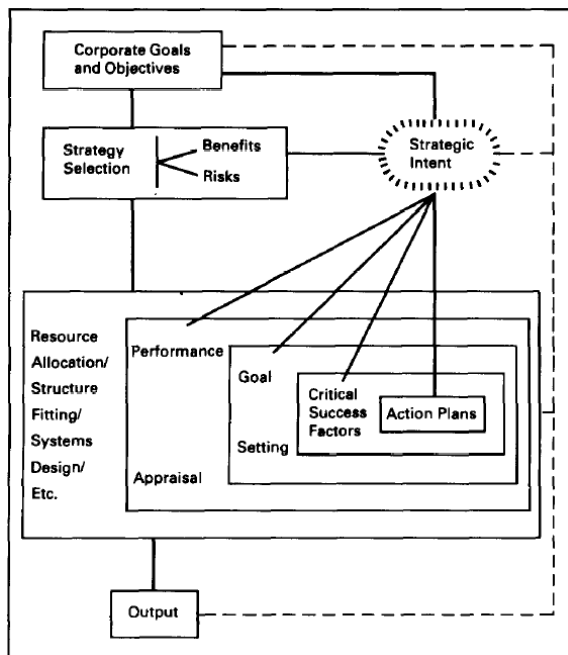 Corporate Goals
and Objectives
Strategy
Selection
Benefits
Risks
Strategic
Intent
Resource
Allocation/
Structure
Fitting/
Systems
Design/
Etc.
Performance
Appraisal
Goal
Setting
Critical
Success
Factors
Action Plans
Output